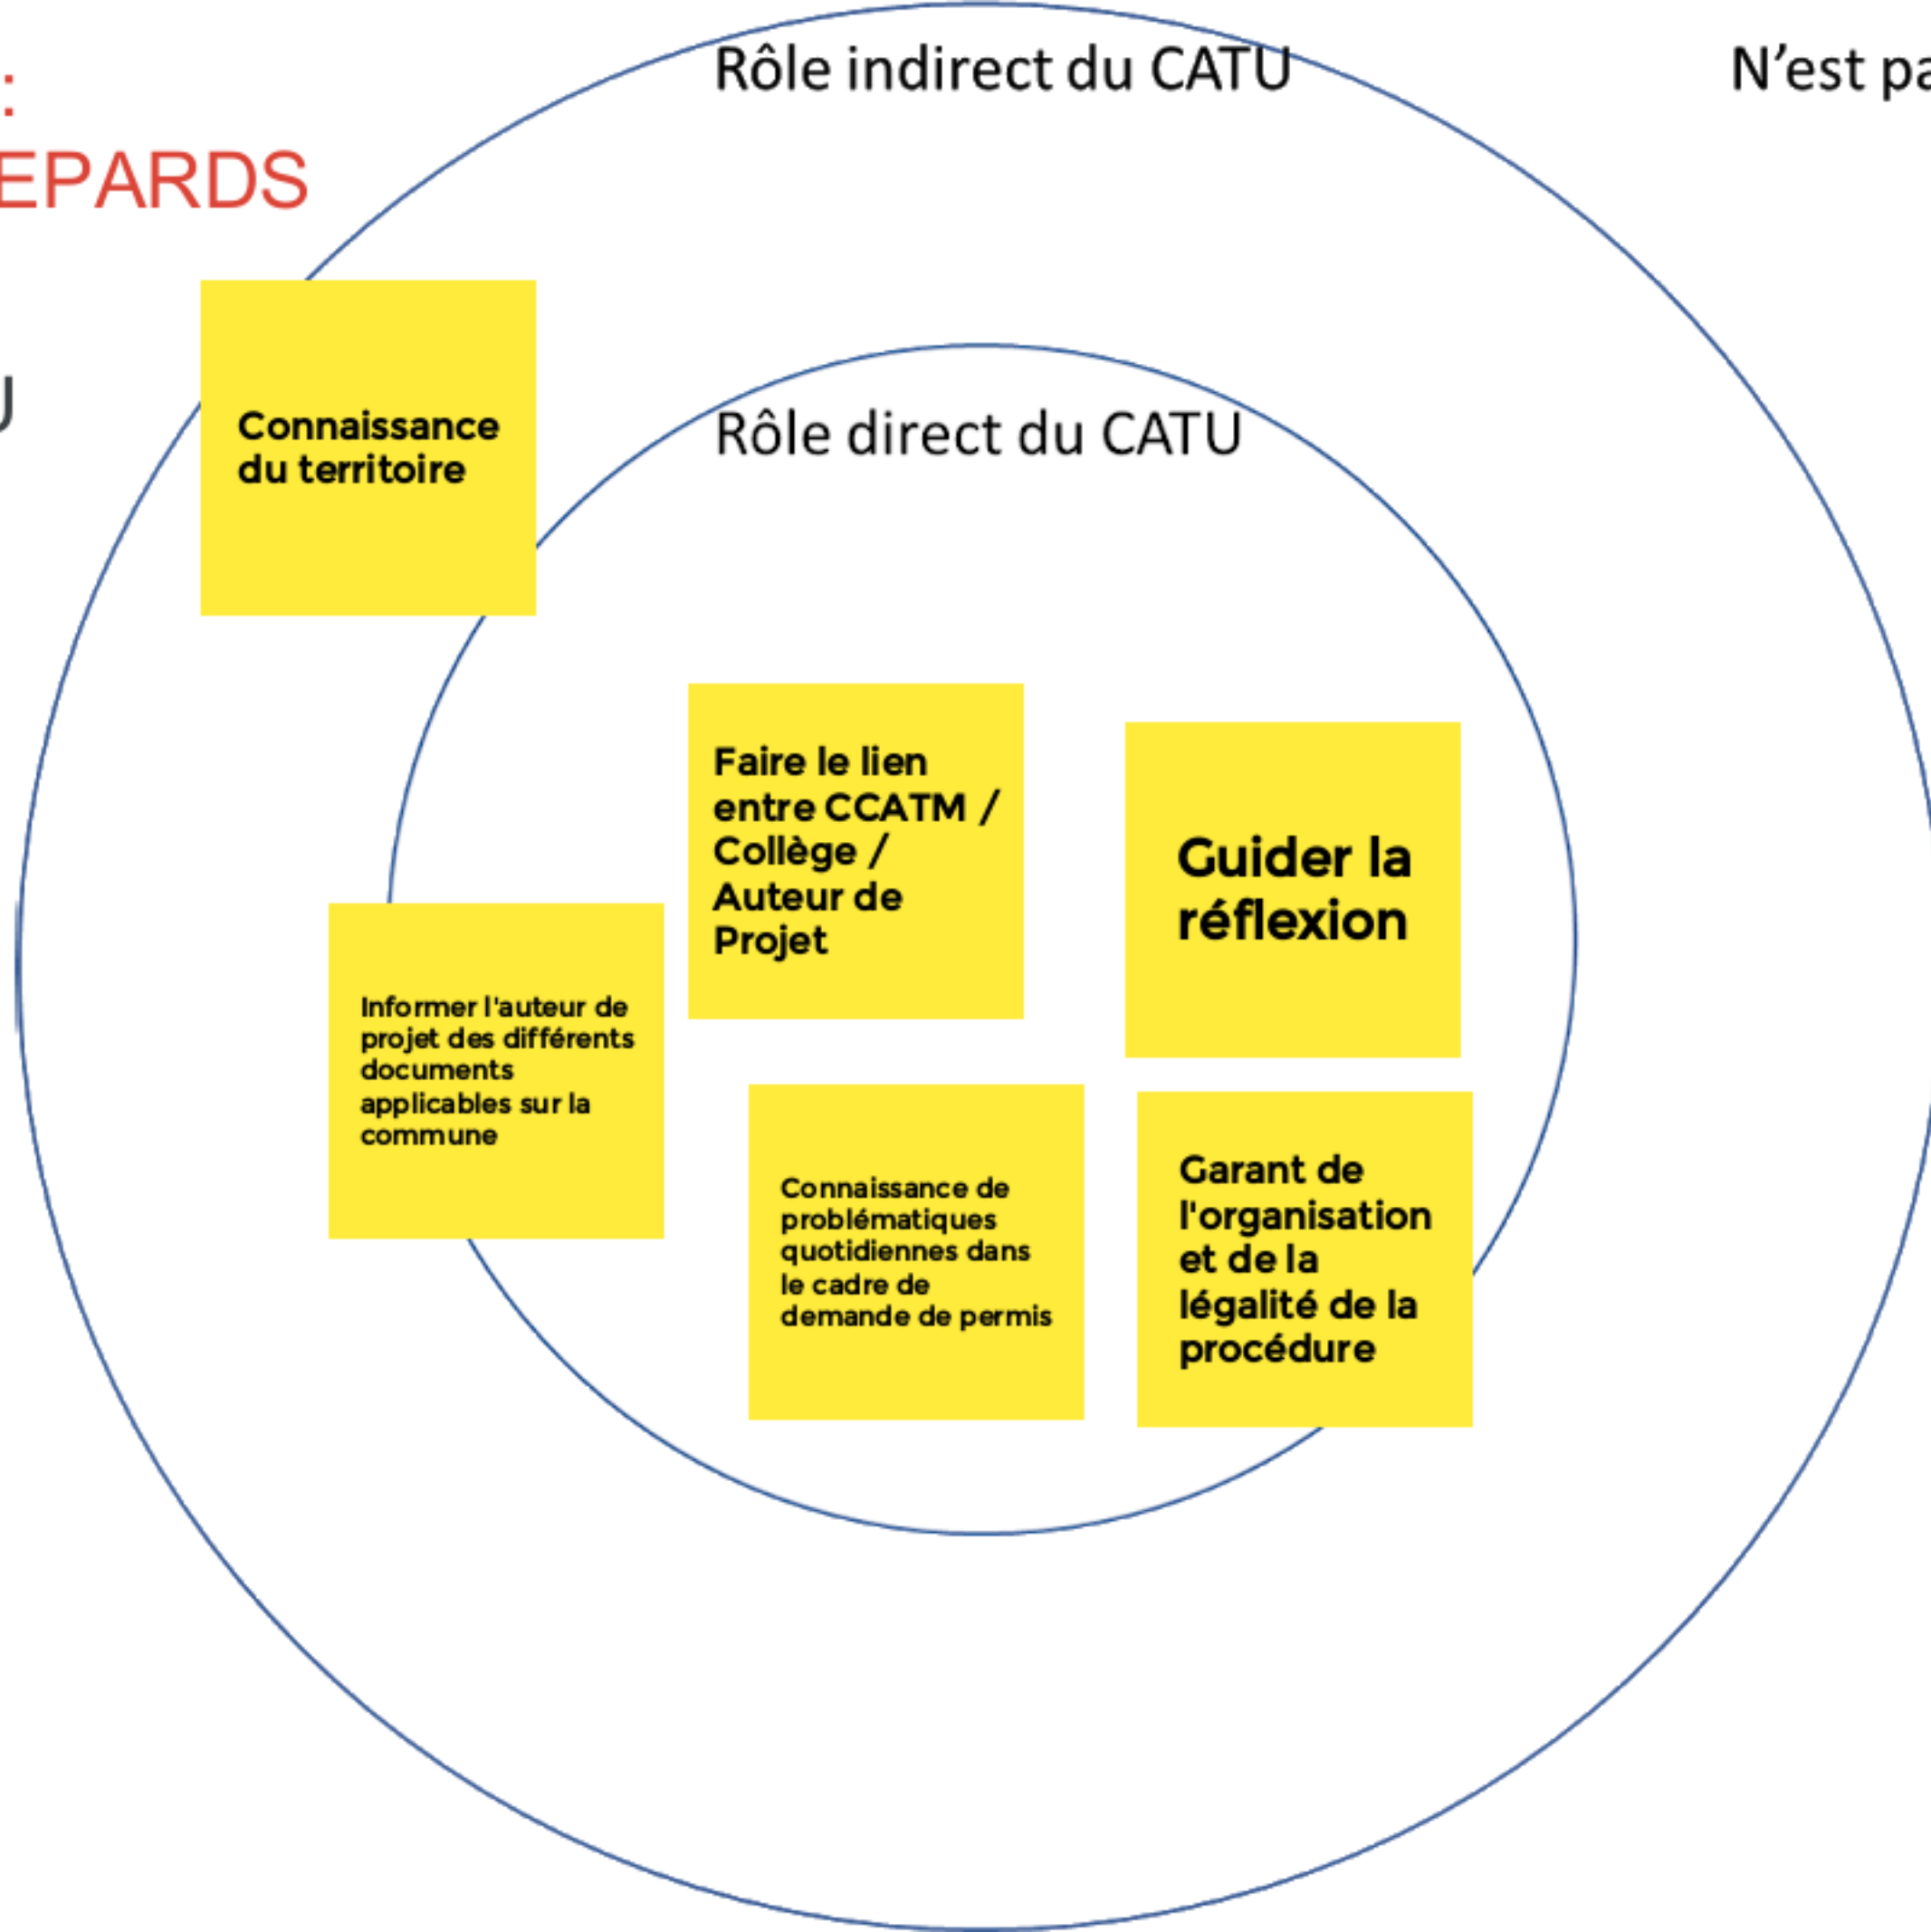 Rôle indirect du CATU
N’est pa
:
EPARDS
U
Rôle direct du CATU
Connaissance
du territoire
Faire le lien
entre CCATM /
Collège /
Auteur de
Projet
Guider la
réflexion
Informer l'auteur de
projet des différents
documents
applicables sur la
commune
Connaissance de
problématiques
quotidiennes dans
le cadre de
demande de permis
Garant de
l'organisation
et de la
légalité de la
procédure